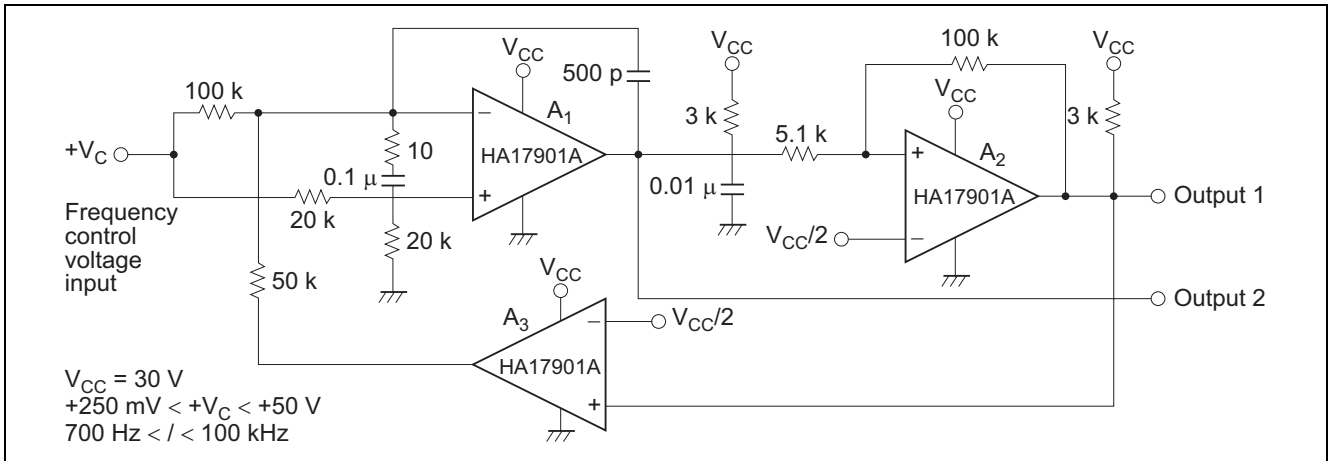 100 k
+VC
Frequency
control
voltage
input
20 k
50 k
10
0.1 μ
20 k
VCC
A1
HA17901A
−
+
500 p
VCC
3 k
0.01 μ
5.1 k
100 k
VCC
A2
HA17901A
+
−
VCC/2
VCC
3 k
Output 1
Output 2
VCC
A3
HA17901A
−
+
VCC/2
VCC = 30 V
+250 mV < +VC < +50 V
700 Hz < / < 100 kHz